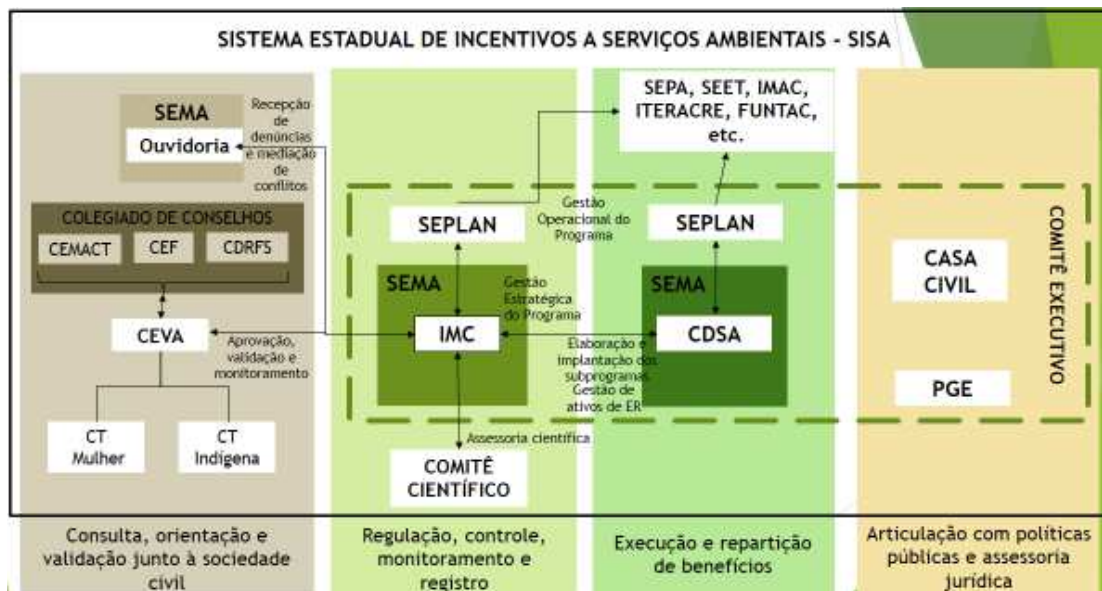 SISTEMA ESTADUAL DE INCENTIVOS A SERVIÇOS AMBIENTAIS - SISA
SEMA
Ouvidoria
Recepção
de
denúncias
e mediação
de
conflitos
COLEGIADO DE CONSELHOS
CEMACT
CEF
CDRFS
CEVA
Aprovação,
validação e
monitoramento
CT
Mulher
CT
Indígena
Consulta, orientação e
validação junto à sociedade
civil
SEPLAN
Gestão
Operacional do
Programa
SEMA
Gestão
Estratégica
do Programa
IMC
Assessoria científica
COMITÊ
CIENTÍFICO
Regulação, controle,
monitoramento e
registro
SEPA, SEET, IMAC,
ITERACRE, FUNTAC,
etc.
SEPLAN
SEMA
CDSA
Elaboração e
implantação dos
subprogramas
Gestão de
ativos de ER
Execução e repartição
de benefícios
CASA
CIVIL
PGE
COMITÊ EXECUTIVO
Articulação com políticas
públicas e assessoria
jurídica